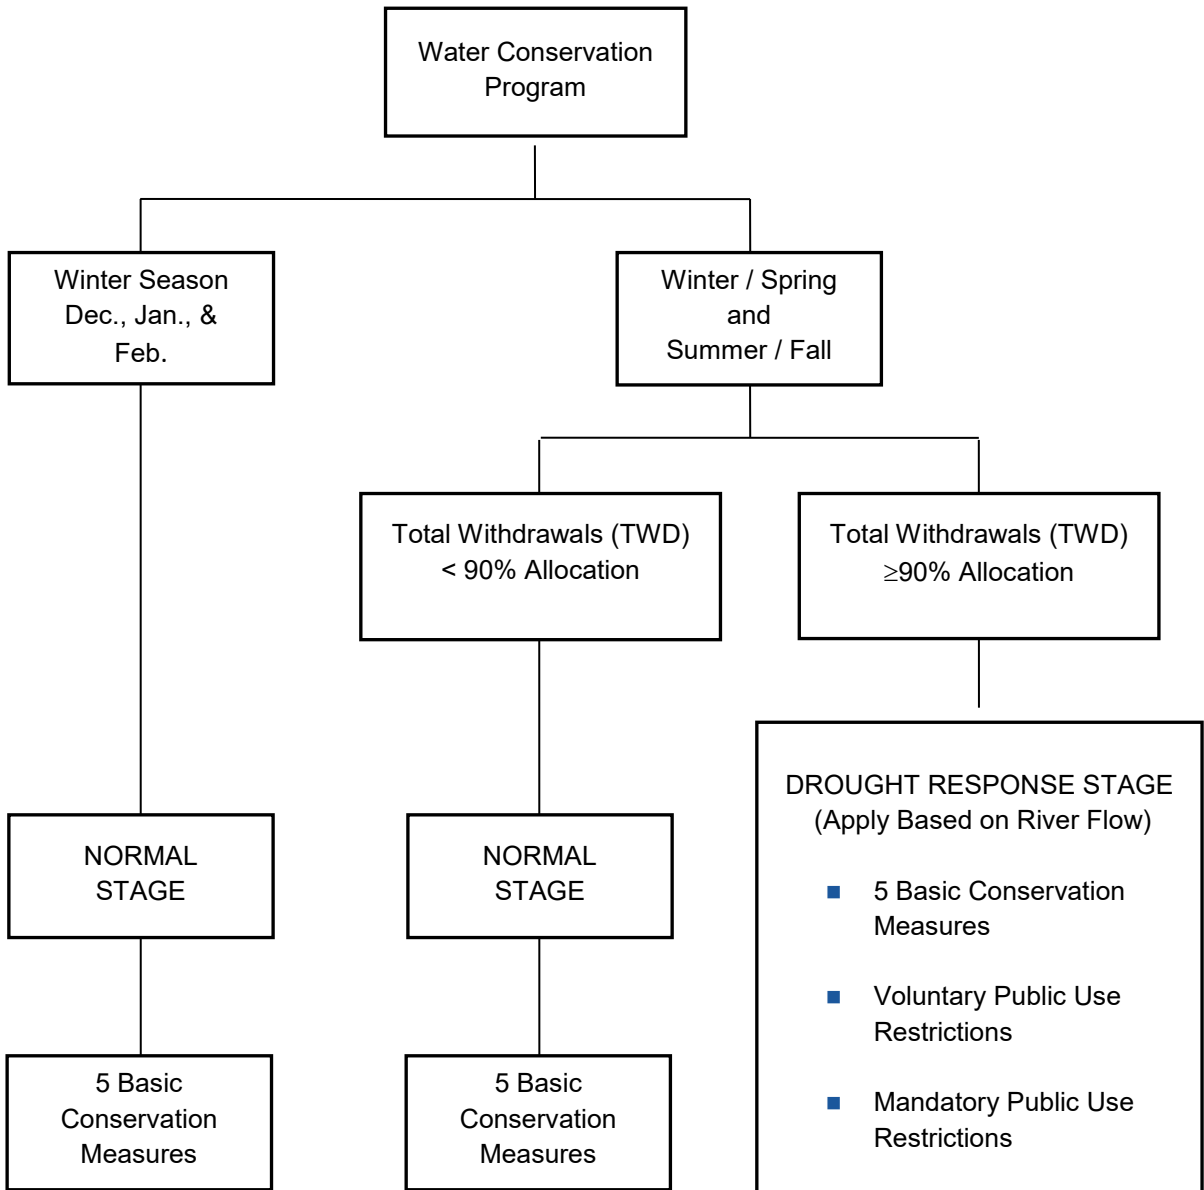 Water Conservation
Program
Winter Season
Dec., Jan., &
Feb.
Winter / Spring
and
Summer / Fall
Total Withdrawals (TWD)
< 90% Allocation
Total Withdrawals (TWD)
≥90% Allocation
NORMAL
STAGE
NORMAL
STAGE
DROUGHT RESPONSE STAGE
(Apply Based on River Flow)
■ 5 Basic Conservation
Measures
■ Voluntary Public Use
Restrictions
■ Mandatory Public Use
Restrictions
5 Basic
Conservation
Measures
5 Basic
Conservation
Measures